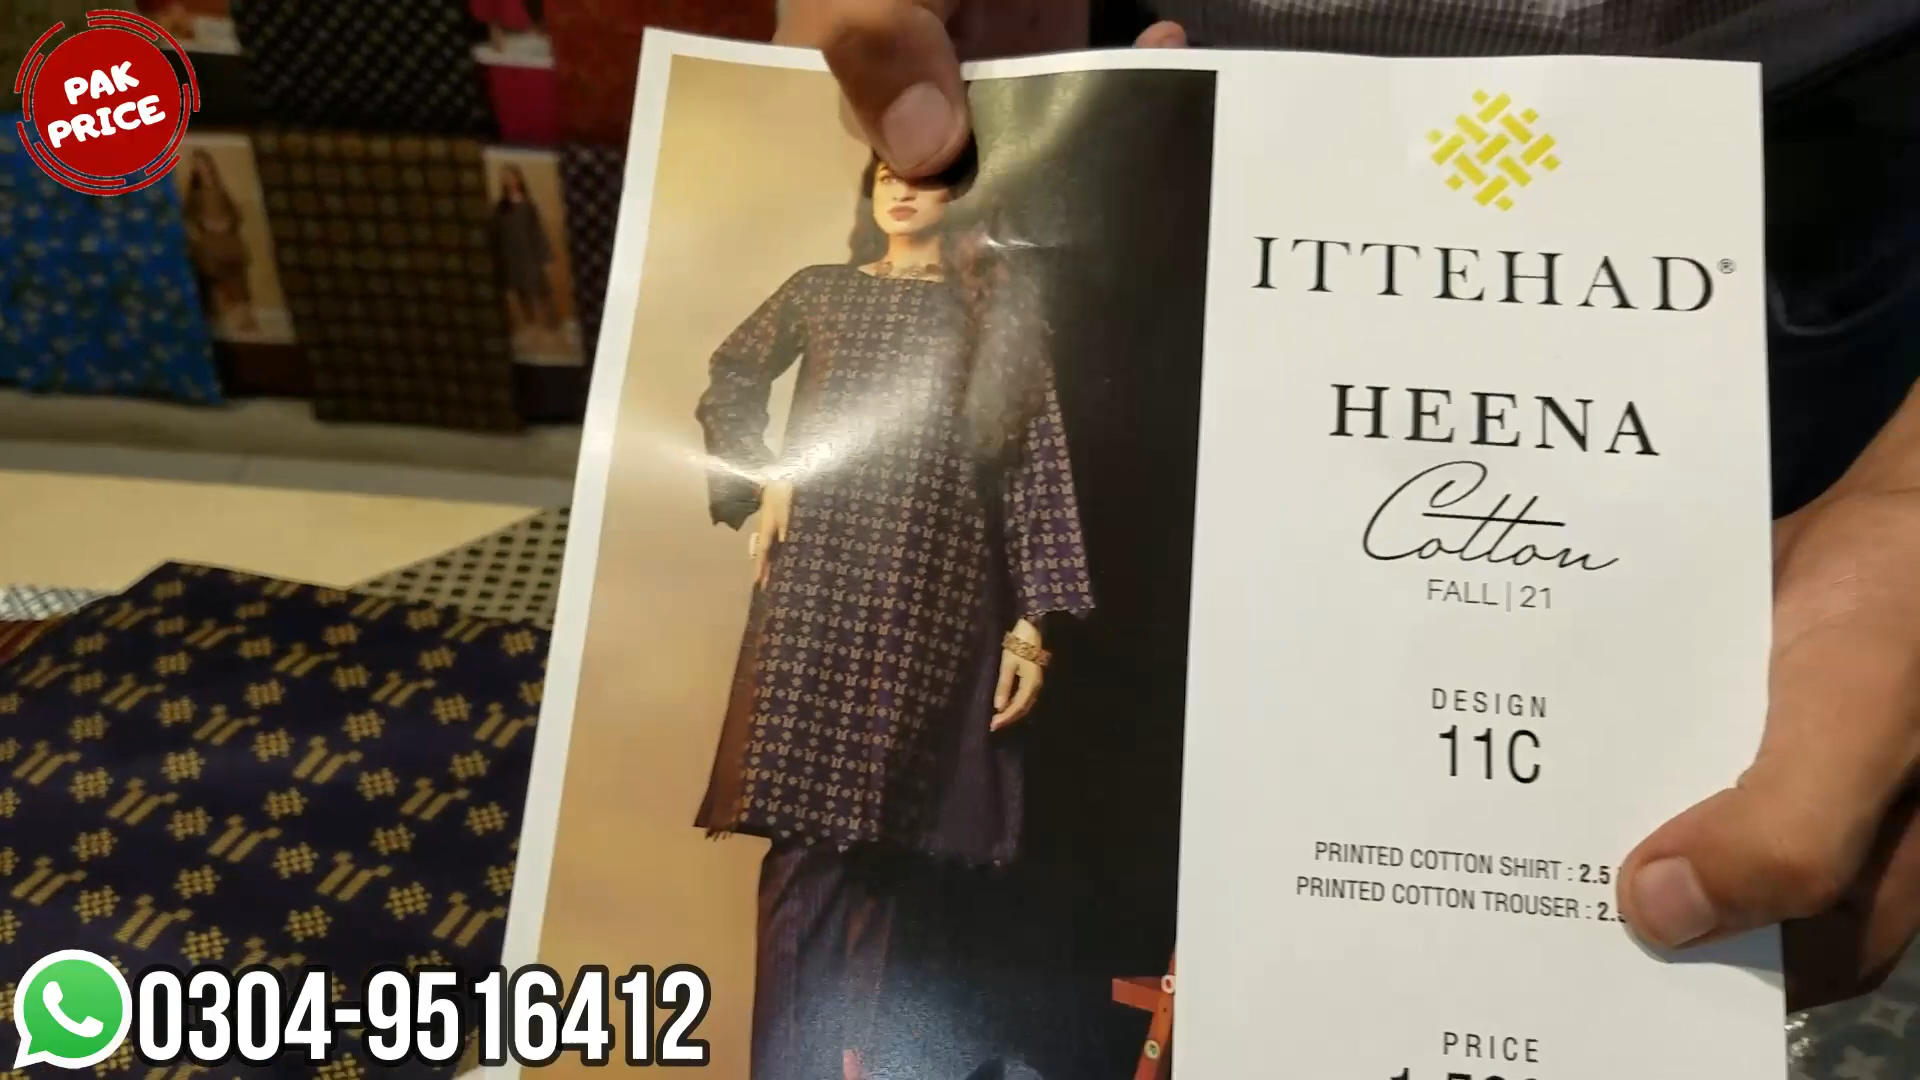 PAK
PRICE
ITTEHAD®
HEENA
Cotton
FALL|21
DESIGN
11C
PRINTED COTTON SHIRT : 2.5
PRINTED COTTON TROUSER : 2.
PRICE
0304-9516412